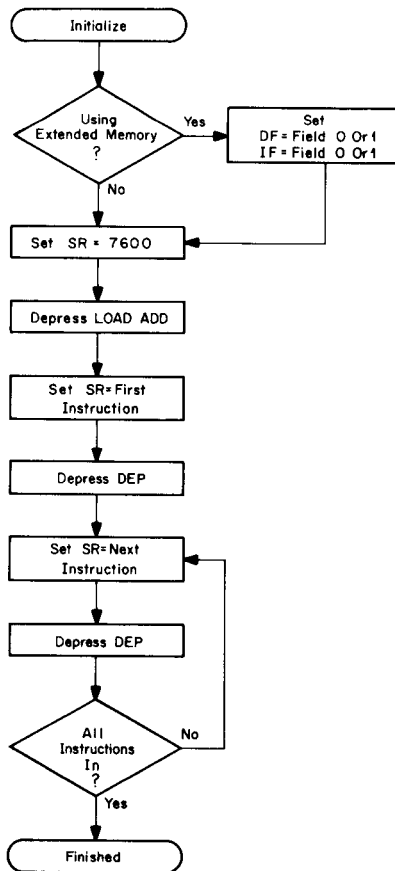 Initialize
Using
Extended Memory
?
Yes
No
Set
DF = Field 0 Or 1
IF = Field 0 Or 1
Set SR = 7600
Depress LOAD ADD
Set SR=First
Instruction
Depress DEP
Set SR=Next
Instruction
Depress DEP
All
Instructions
In
?
No
Yes
Finished